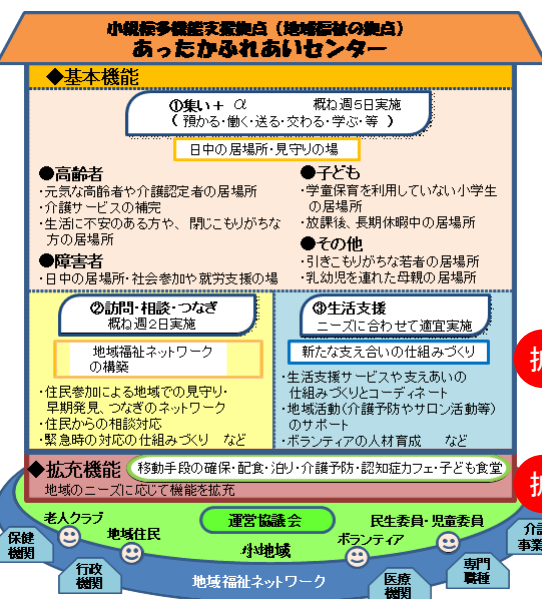 小規模多機能支援拠点（地域福祉の拠点）
あったかふれあいセンター
◆基本機能
①集い＋ α 概ね週5日実施
（ 預かる・働く・送る・交わる・学ぶ・等 ）
日中の居場所・見守りの場
●高齢者
・元気な高齢者や介護認定者の居場所
・介護サービスの補完
・生活に不安のある方や、閉じこもりがちな
方の居場所
●障害者
・日中の居場所・社会参加や就労支援の場
●子ども
・学童保育を利用していない小学生
の居場所
・放課後、長期休暇中の居場所
●その他
・引きこもりがちな若者の居場所
・乳幼児を連れた母親の居場所
②訪問・相談・つなぎ
概ね週2日実施
地域福祉ネットワーク
の構築
・住民参加による地域での見守り・
早期発見、つなぎのネットワーク
・住民からの相談対応
・緊急時の対応の仕組みづくり など
③生活支援
ニーズに合わせて適宜実施
新たな支え合いの仕組みづくり
・生活支援サービスや支えあいの
仕組みづくりとコーディネート
・地域活動(介護予防やサロン活動等)
のサポート
・ボランティアの人材育成 など
拡
◆拡充機能
移動手段の確保・配食・泊り・介護予防・認知症カフェ・子ども食堂
地域のニーズに応じて機能を拡充
拡
老人クラブ
地域住民
運営協議会
小地域
ボランティア
民生委員・児童委員
保健
機関
行政
機関
地域福祉ネットワーク
医療
機関
専門
職種
介護
事業